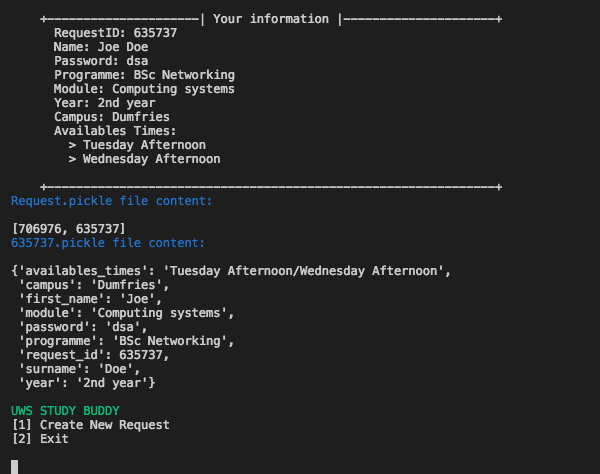 +---------------------| Your information |---------------------+
RequestID: 635737
Name: Joe Doe
Password: dsa
Programme: BSc Networking
Module: Computing systems
Year: 2nd year
Campus: Dumfries
Availables Times:
> Tuesday Afternoon
> Wednesday Afternoon
+--------------------------------------------------------------+
Request.pickle file content:
[706976, 635737]
635737.pickle file content:
{'availables_times': 'Tuesday Afternoon/Wednesday Afternoon',
'campus': 'Dumfries',
'first_name': 'Joe',
'module': 'Computing systems',
'password': 'dsa',
'programme': 'BSc Networking',
'request_id': 635737,
'surname': 'Doe',
'year': '2nd year'}
UWS STUDY BUDDY
[1] Create New Request
[2] Exit